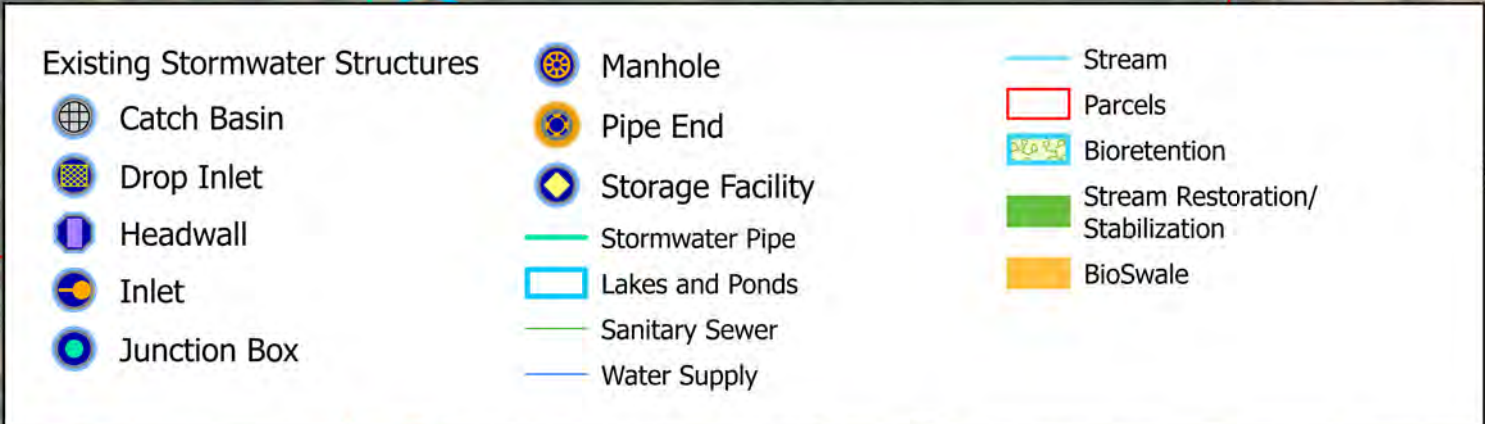 Existing Stormwater Structures
Catch Basin
Drop Inlet
Headwall
Inlet
Junction Box
Manhole
Pipe End
Storage Facility
Stormwater Pipe
Lakes and Ponds
Sanitary Sewer
Water Supply
Stream
Parcels
Bioretention
Stream Restoration/
Stabilization
BioSwale